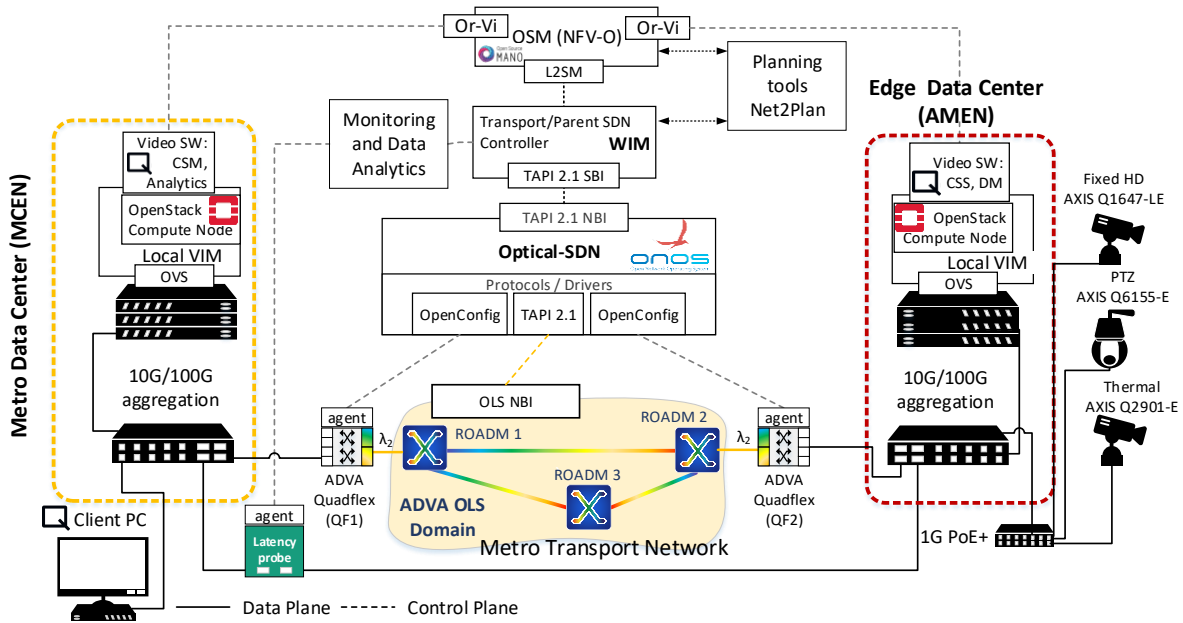 Or-Vi
Or-Vi
OSM (NFV-O)
Open Source
MANO
L2SM
Planning
tools
Net2Plan
Edge Data Center
(AMEN)
Monitoring
and Data
Analytics
Transport/Parent SDN
Controller
WIM
TAPI 2.1 SBI
TAPI 2.1 NBI
Optical-SDN
onos
Open Network Operating System
Protocols / Drivers
OpenConfig
TAPI 2.1
OpenConfig
Metro Data Center (MCEN)
Video SW:
CSM,
Analytics
OpenStack
Compute Node
Local VIM
OVS
10G/100G
aggregation
Video SW:
CSS, DM
OpenStack
Compute Node
Local VIM
OVS
10G/100G
aggregation
Fixed HD
AXIS Q1647-LE
PTZ
AXIS Q6155-E
Thermal
AXIS Q2901-E
OLS NBI
agent
λ2
ROADM 1
ROADM 2
ROADM 3
agent
λ2
ADVA
Quadflex
(QF1)
ADVA OLS
Domain
ADVA
Quadflex
(QF2)
Metro Transport Network
1G PoE+
Client PC
agent
Latency
probe
Data Plane
Control Plane